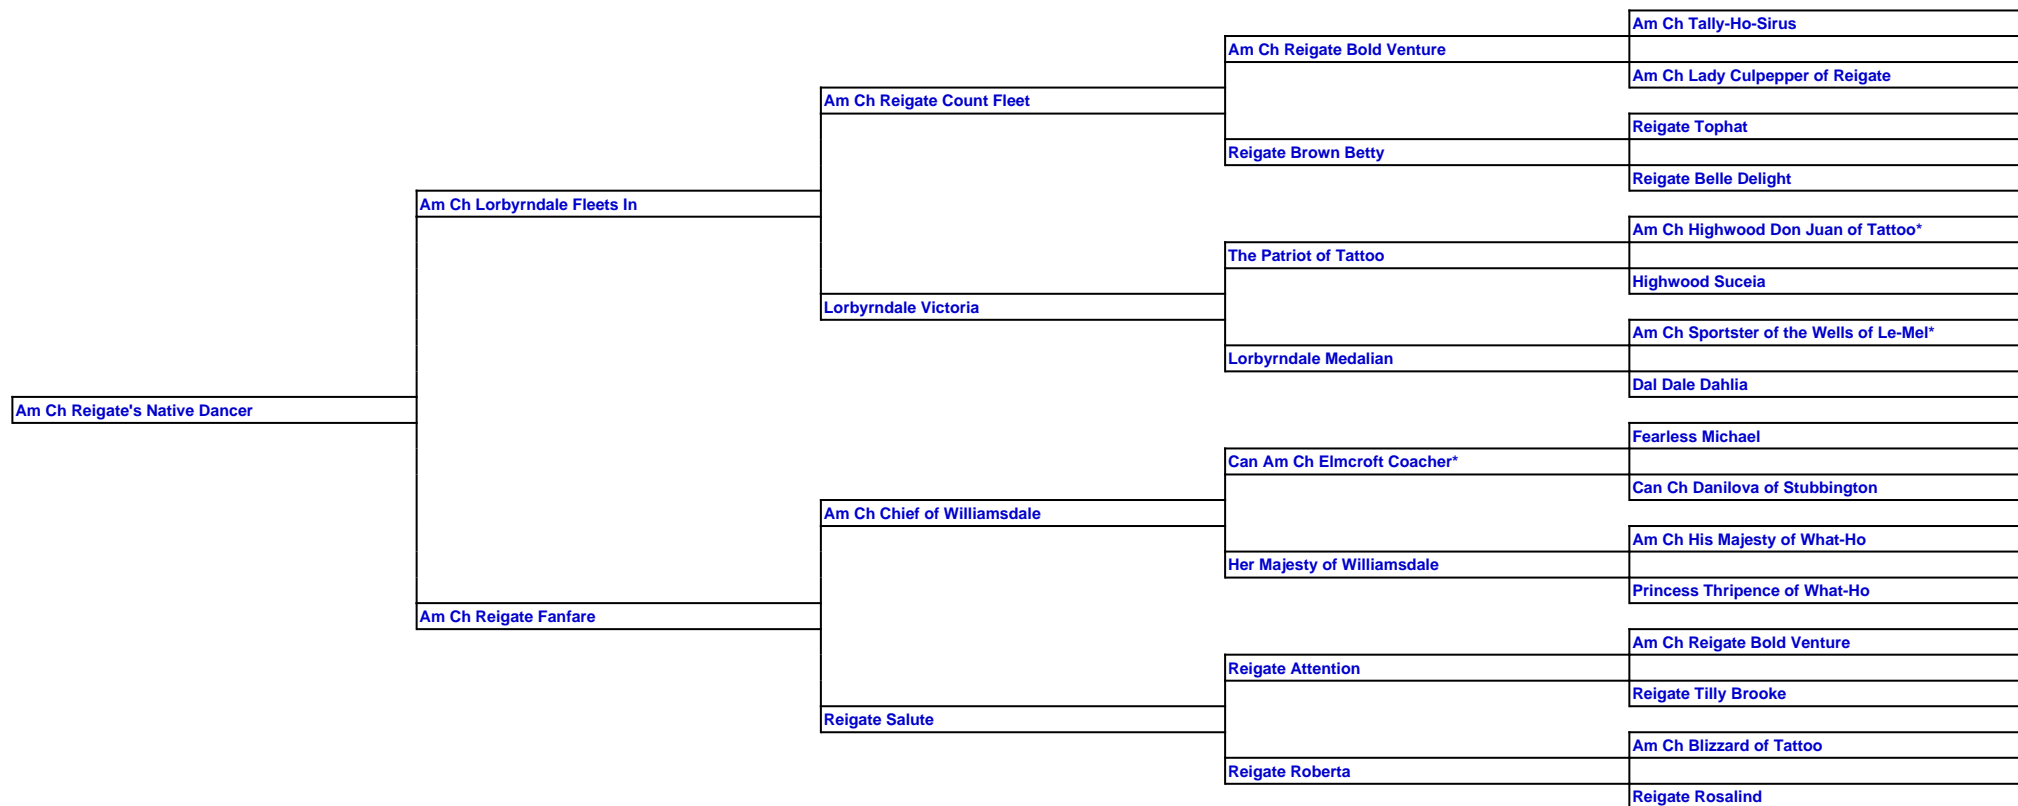 Am Ch Tally-Ho-Sirus
Am Ch Reigate Bold Venture
Am Ch Lady Culpepper of Reigate
Am Ch Reigate Count Fleet
Reigate Tophat
Reigate Brown Betty
Reigate Belle Delight
Am Ch Lorbyrndale Fleets In
Am Ch Highwood Don Juan of Tattoo*
The Patriot of Tattoo
Highwood Suceia
Lorbyrndale Victoria
Am Ch Sportster of the Wells of Le-Mel*
Lorbyrndale Medalian
Dal Dale Dahlia
Am Ch Reigate's Native Dancer
Fearless Michael
Can Am Ch Elmcroft Coacher*
Can Ch Danilova of Stubbington
Am Ch Chief of Williamsdale
Am Ch His Majesty of What-Ho
Her Majesty of Williamsdale
Princess Thripence of What-Ho
Am Ch Reigate Fanfare
Am Ch Reigate Bold Venture
Reigate Attention
Reigate Tilly Brooke
Reigate Salute
Am Ch Blizzard of Tattoo
Reigate Roberta
Reigate Rosalind